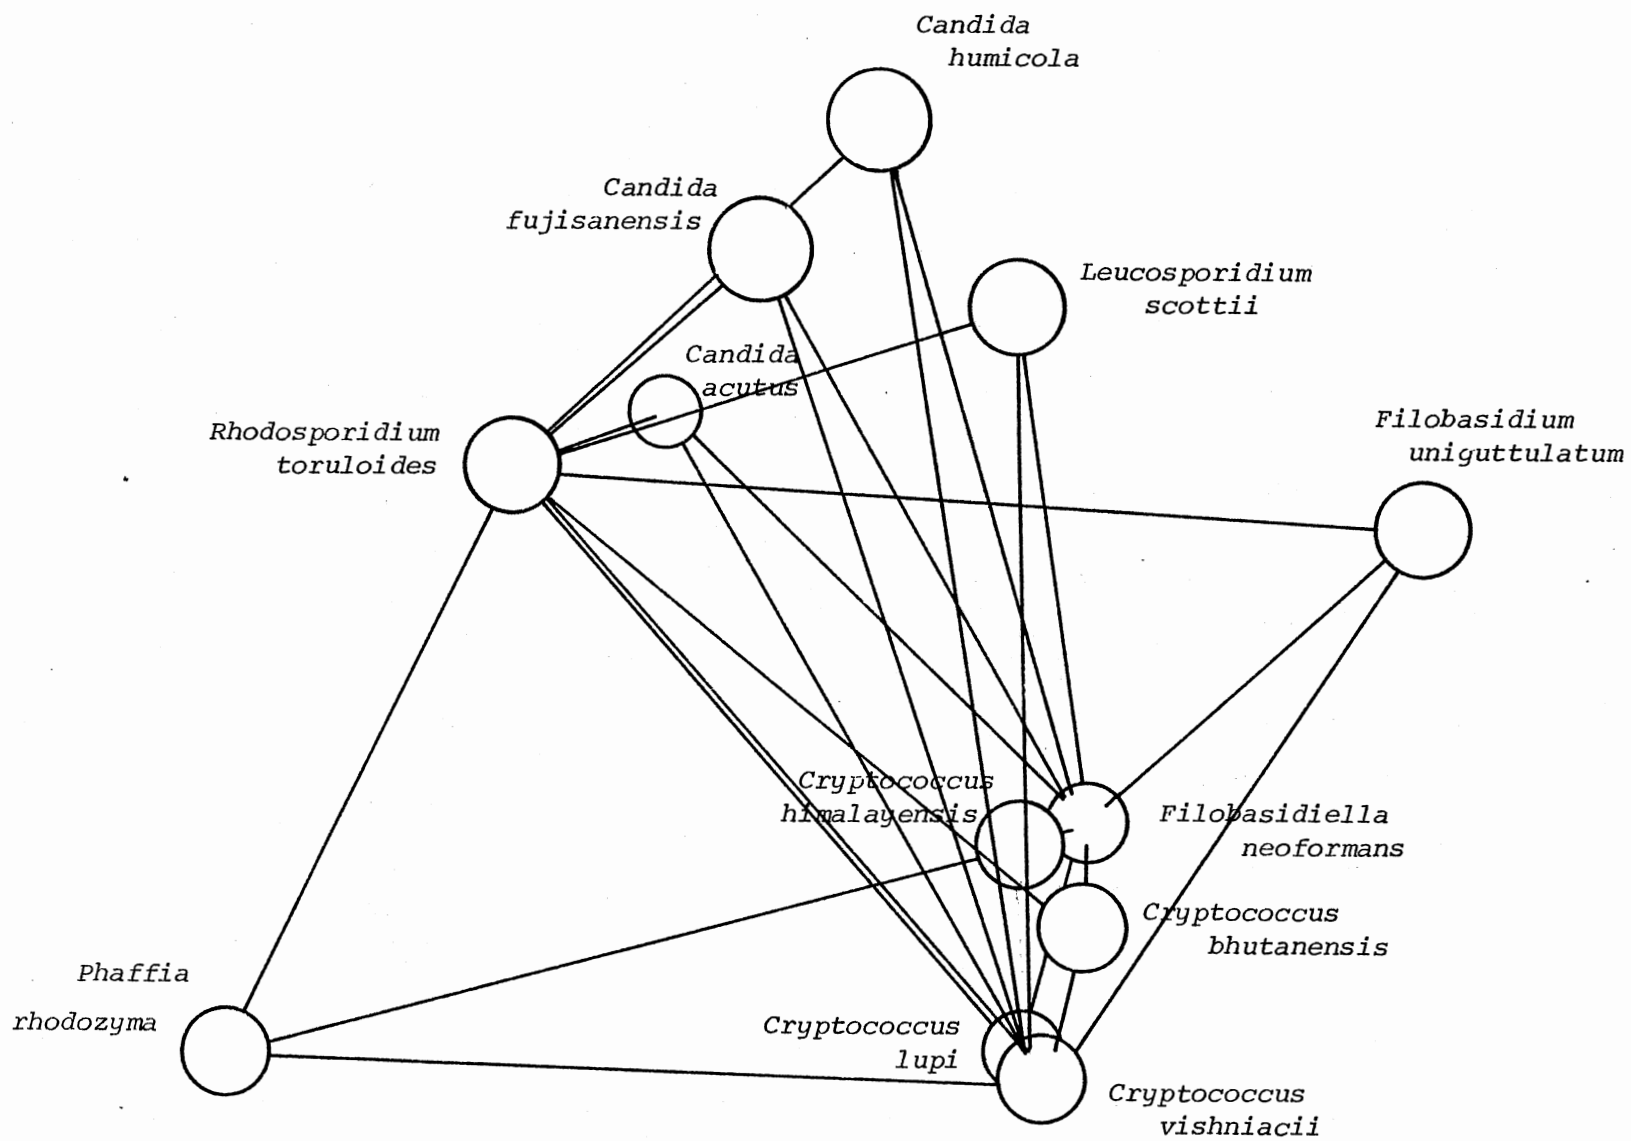 Candida
humicola
Candida
fujisanensis
Leucosporidium
scottii
Candida
acutus
Rhodosporidium
toruloides
Filobasidium
uniguttulatum
Cryptococcus
himalayensis
Filobasidiella
neoformans
Cryptococcus
bhutanensis
Phaffia
rhodozyma
Cryptococcus
lupi
Cryptococcus
vishniacii